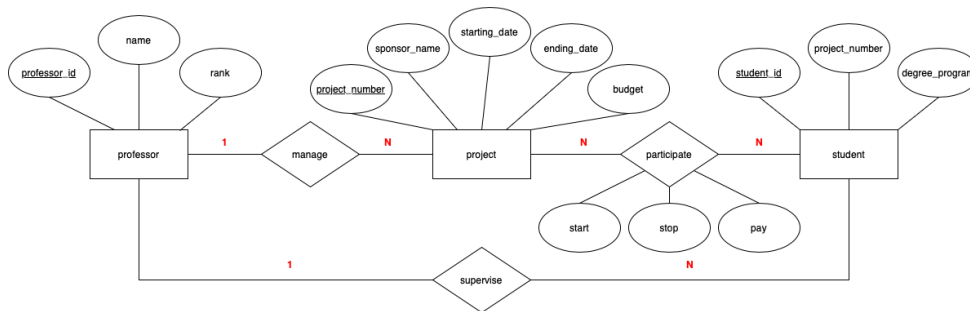 name
starting_date
sponsor_name
ending_date
project_number
professor_id
rank
student_id
degree_program
project_number
budget
professor
1
manage
N
project
N
participate
N
student
start
stop
pay
1
supervise
N